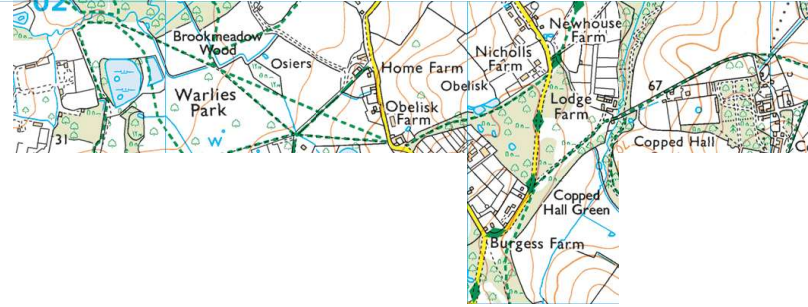 02
Brookmeadow
Wood
Osiers
Warlies
Park
31
W
Home Farm
Obelisk
Farm
Obelisk
Nicholls
Farm
Newhouse
Farm
Lodge
Farm
67
Copped Hall
Copped
Hall Green
Burgess Farm